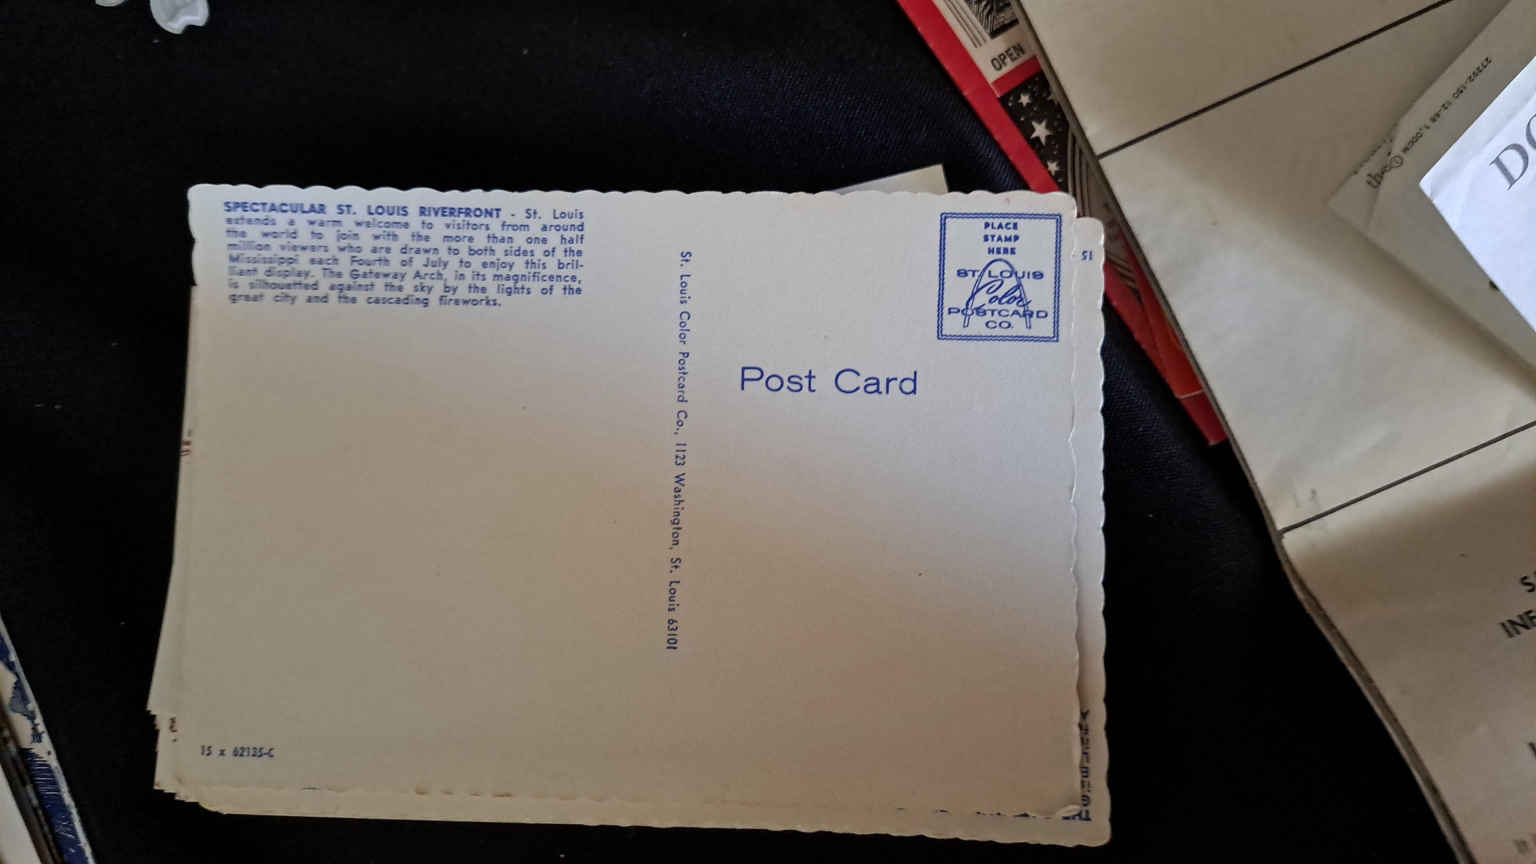 SPECTACULAR ST. LOUIS RIVERFRONT - St. Louis
extends a warm welcome to visitors from around
the world to join with the more than one half
million viewers who are drawn to both sides of the
Mississippi each Fourth of July to enjoy this bril-
liant display. The Gateway Arch, in its magnificence,
is silhouetted against the sky by the lights of the
great city and the cascading fireworks.
St. Louis Color Postcard Co., 1123 Washington, St. Louis 63101
PLACE
STAMP
HERE
ST. LOUIS
Color
POSTCARD
CO.
Post Card
15 x 62135-C
OPEN